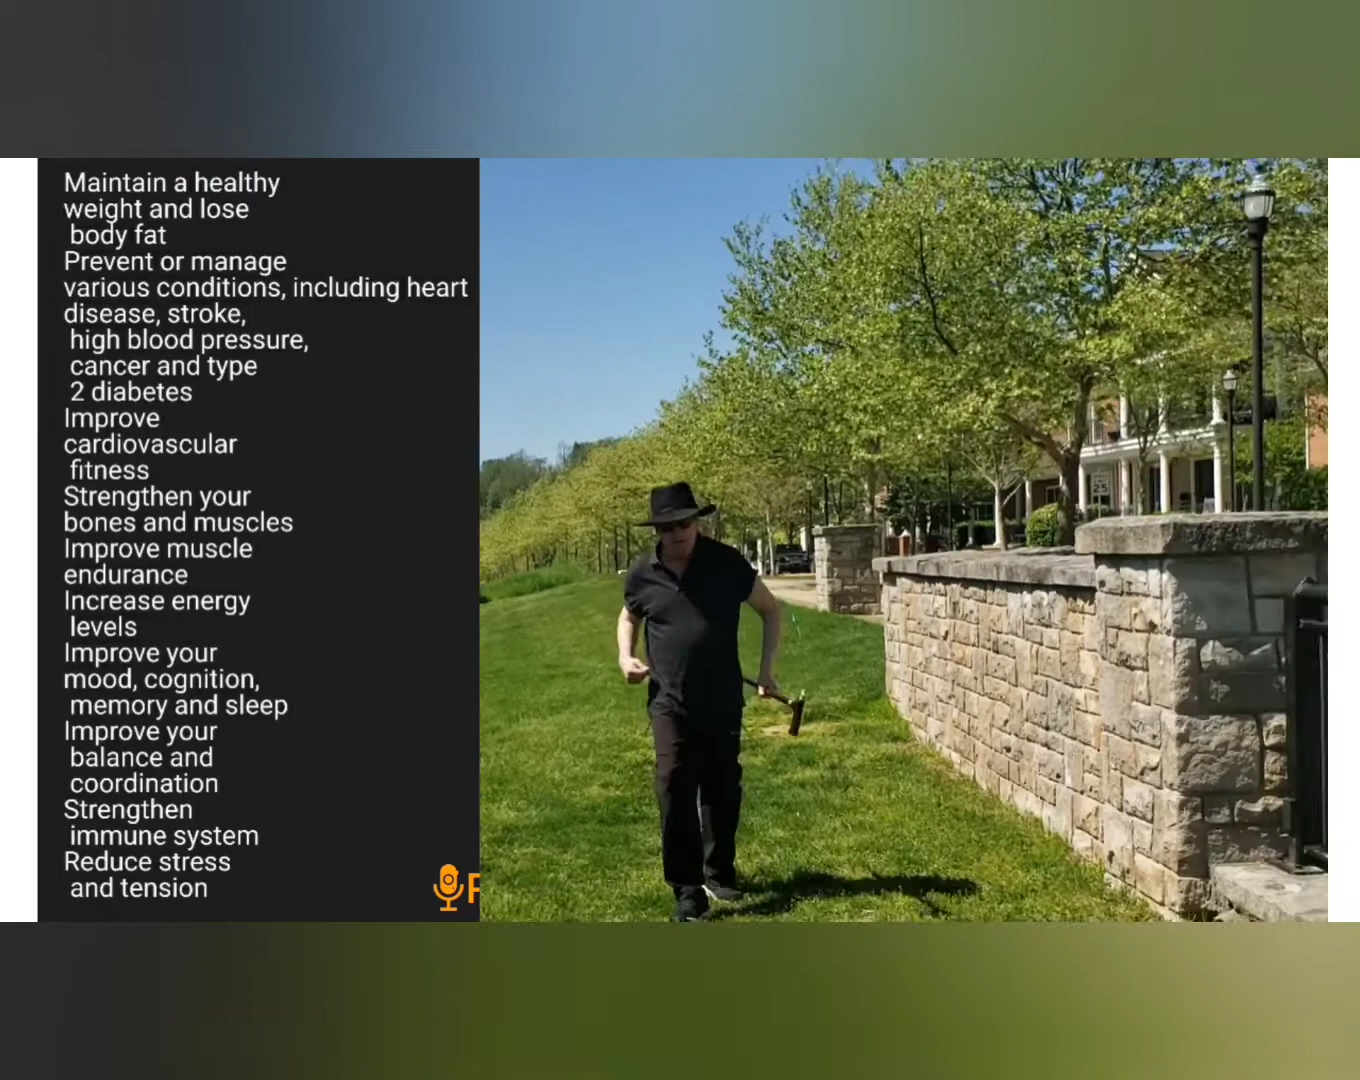 Maintain a healthy
weight and lose
body fat
Prevent or manage
various conditions, including heart
disease, stroke,
high blood pressure,
cancer and type
2 diabetes
Improve
cardiovascular
fitness
Strengthen your
bones and muscles
Improve muscle
endurance
Increase energy
levels
Improve your
mood, cognition,
memory and sleep
Improve your
balance and
coordination
Strengthen
immune system
Reduce stress
and tension
25